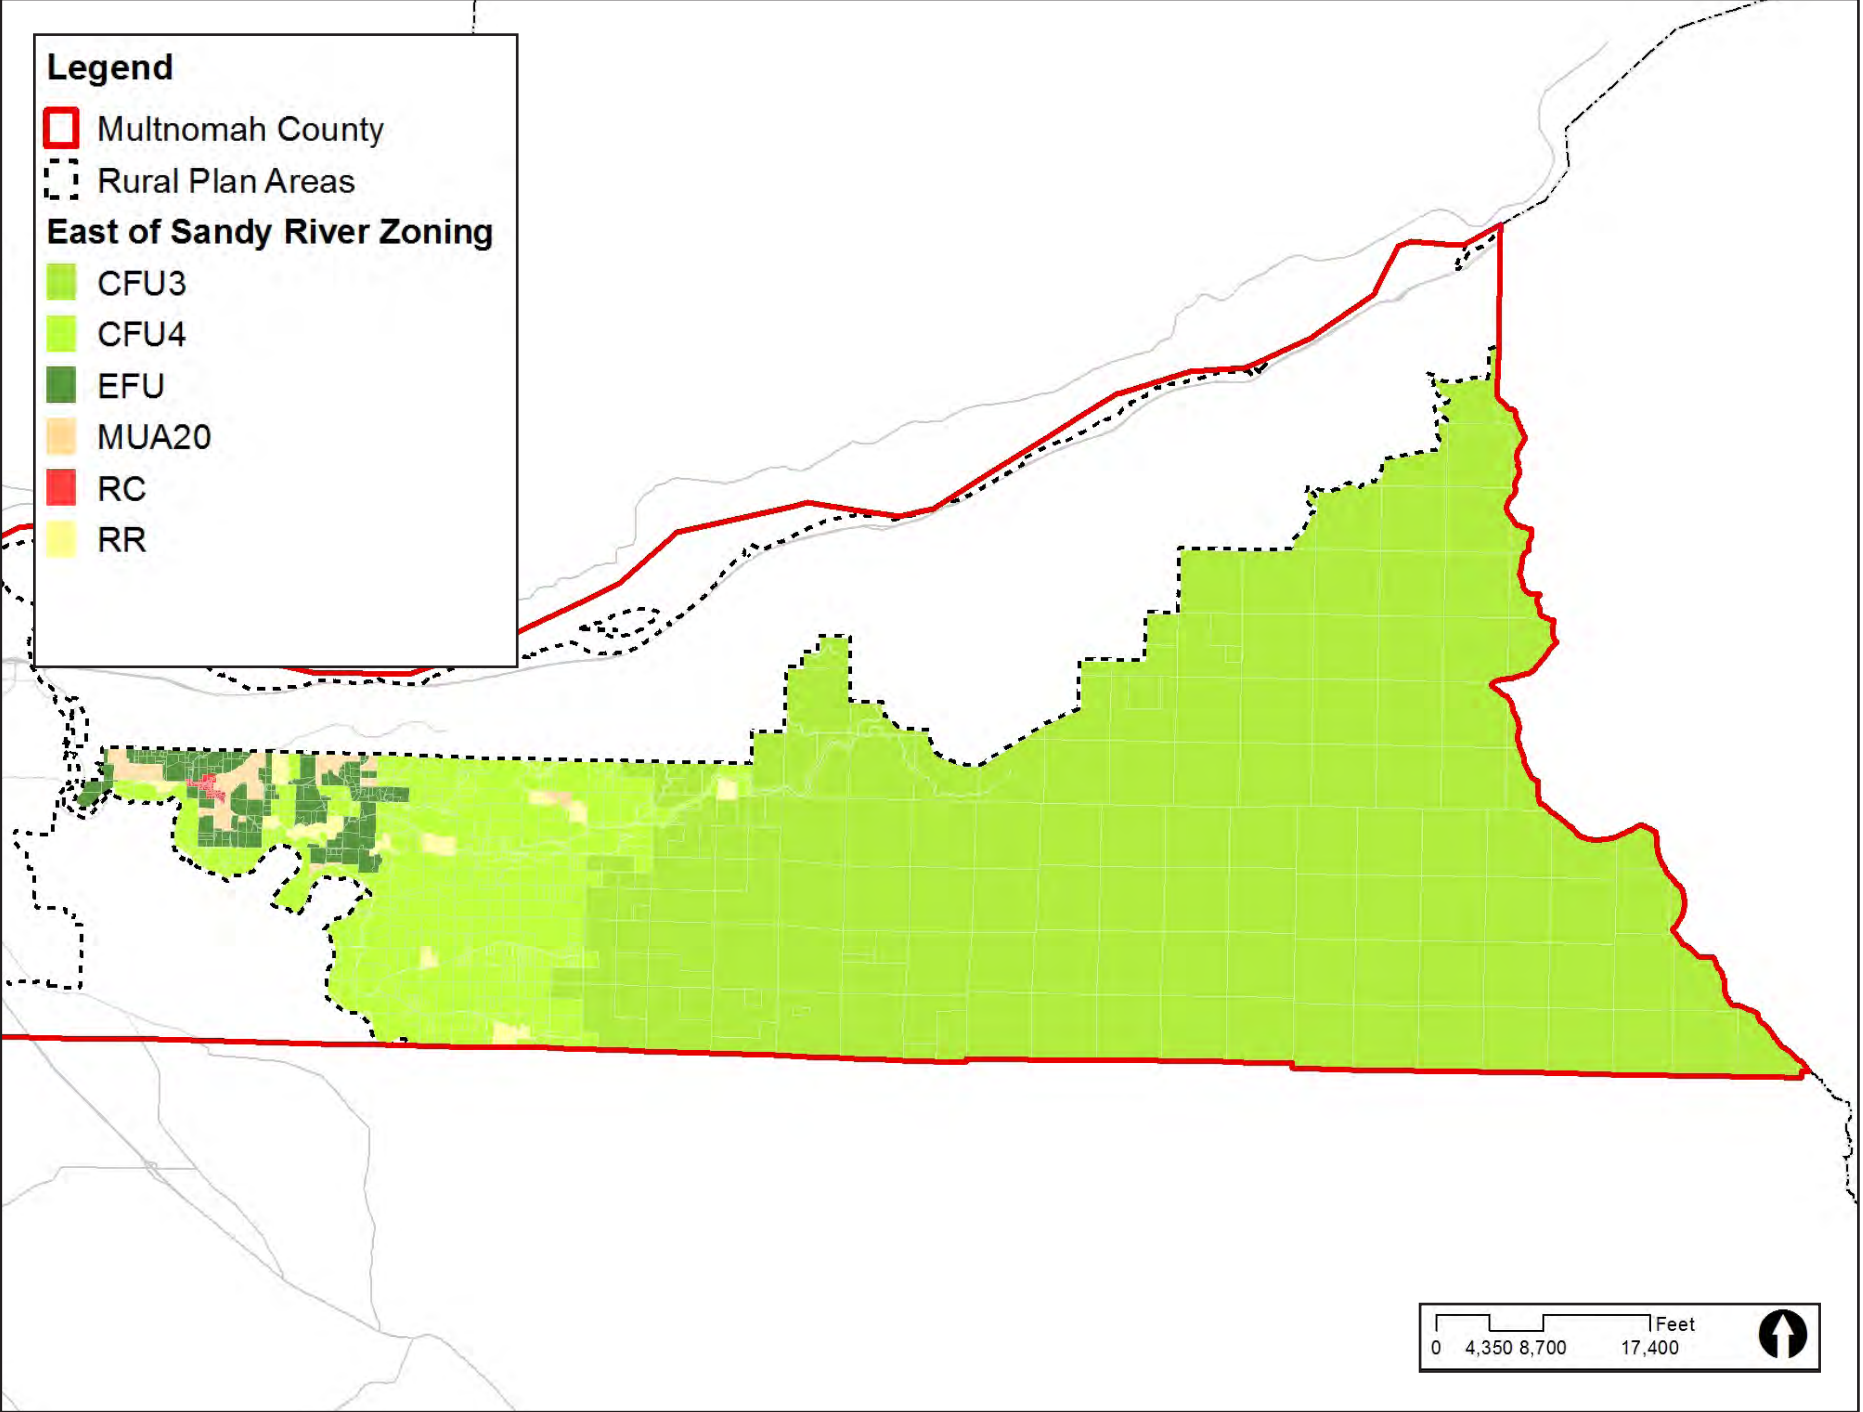 Legend
Multnomah County
Rural Plan Areas
East of Sandy River Zoning
CFU3
CFU4
EFU
MUA20
RC
RR
Feet
0 4,350 8,700 17,400